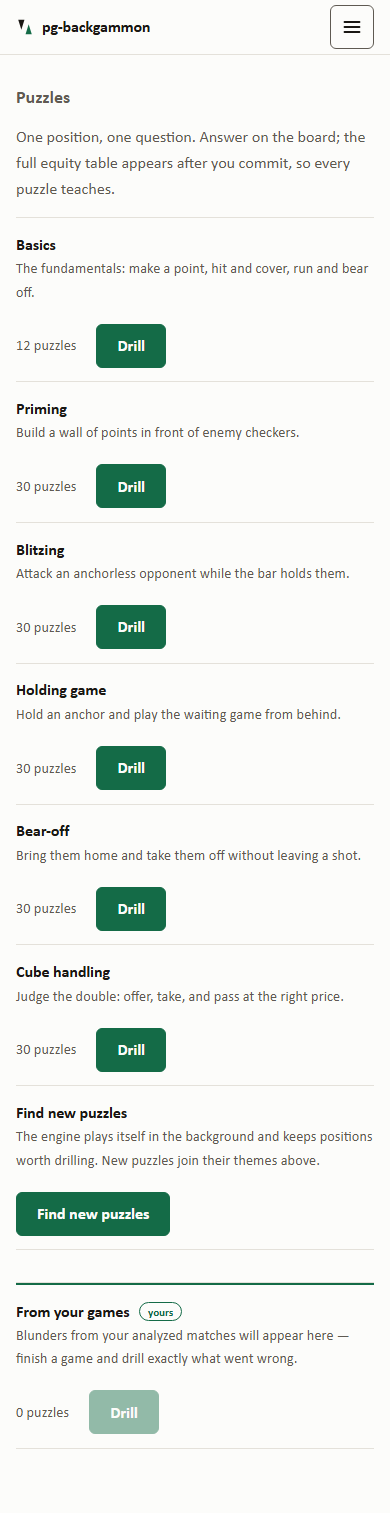 pg-backgammon
Puzzles
One position, one question. Answer on the board; the
full equity table appears after you commit, so every
puzzle teaches.
Basics
The fundamentals: make a point, hit and cover, run and bear
off.
12 puzzles Drill
Priming
Build a wall of points in front of enemy checkers.
30 puzzles Drill
Blitzing
Attack an anchorless opponent while the bar holds them.
30 puzzles Drill
Holding game
Hold an anchor and play the waiting game from behind.
30 puzzles Drill
Bear-off
Bring them home and take them off without leaving a shot.
30 puzzles Drill
Cube handling
Judge the double: offer, take, and pass at the right price.
30 puzzles Drill
Find new puzzles
The engine plays itself in the background and keeps positions
worth drilling. New puzzles join their themes above.
Find new puzzles
From your games yours
Blunders from your analyzed matches will appear here —
finish a game and drill exactly what went wrong.
0 puzzles Drill